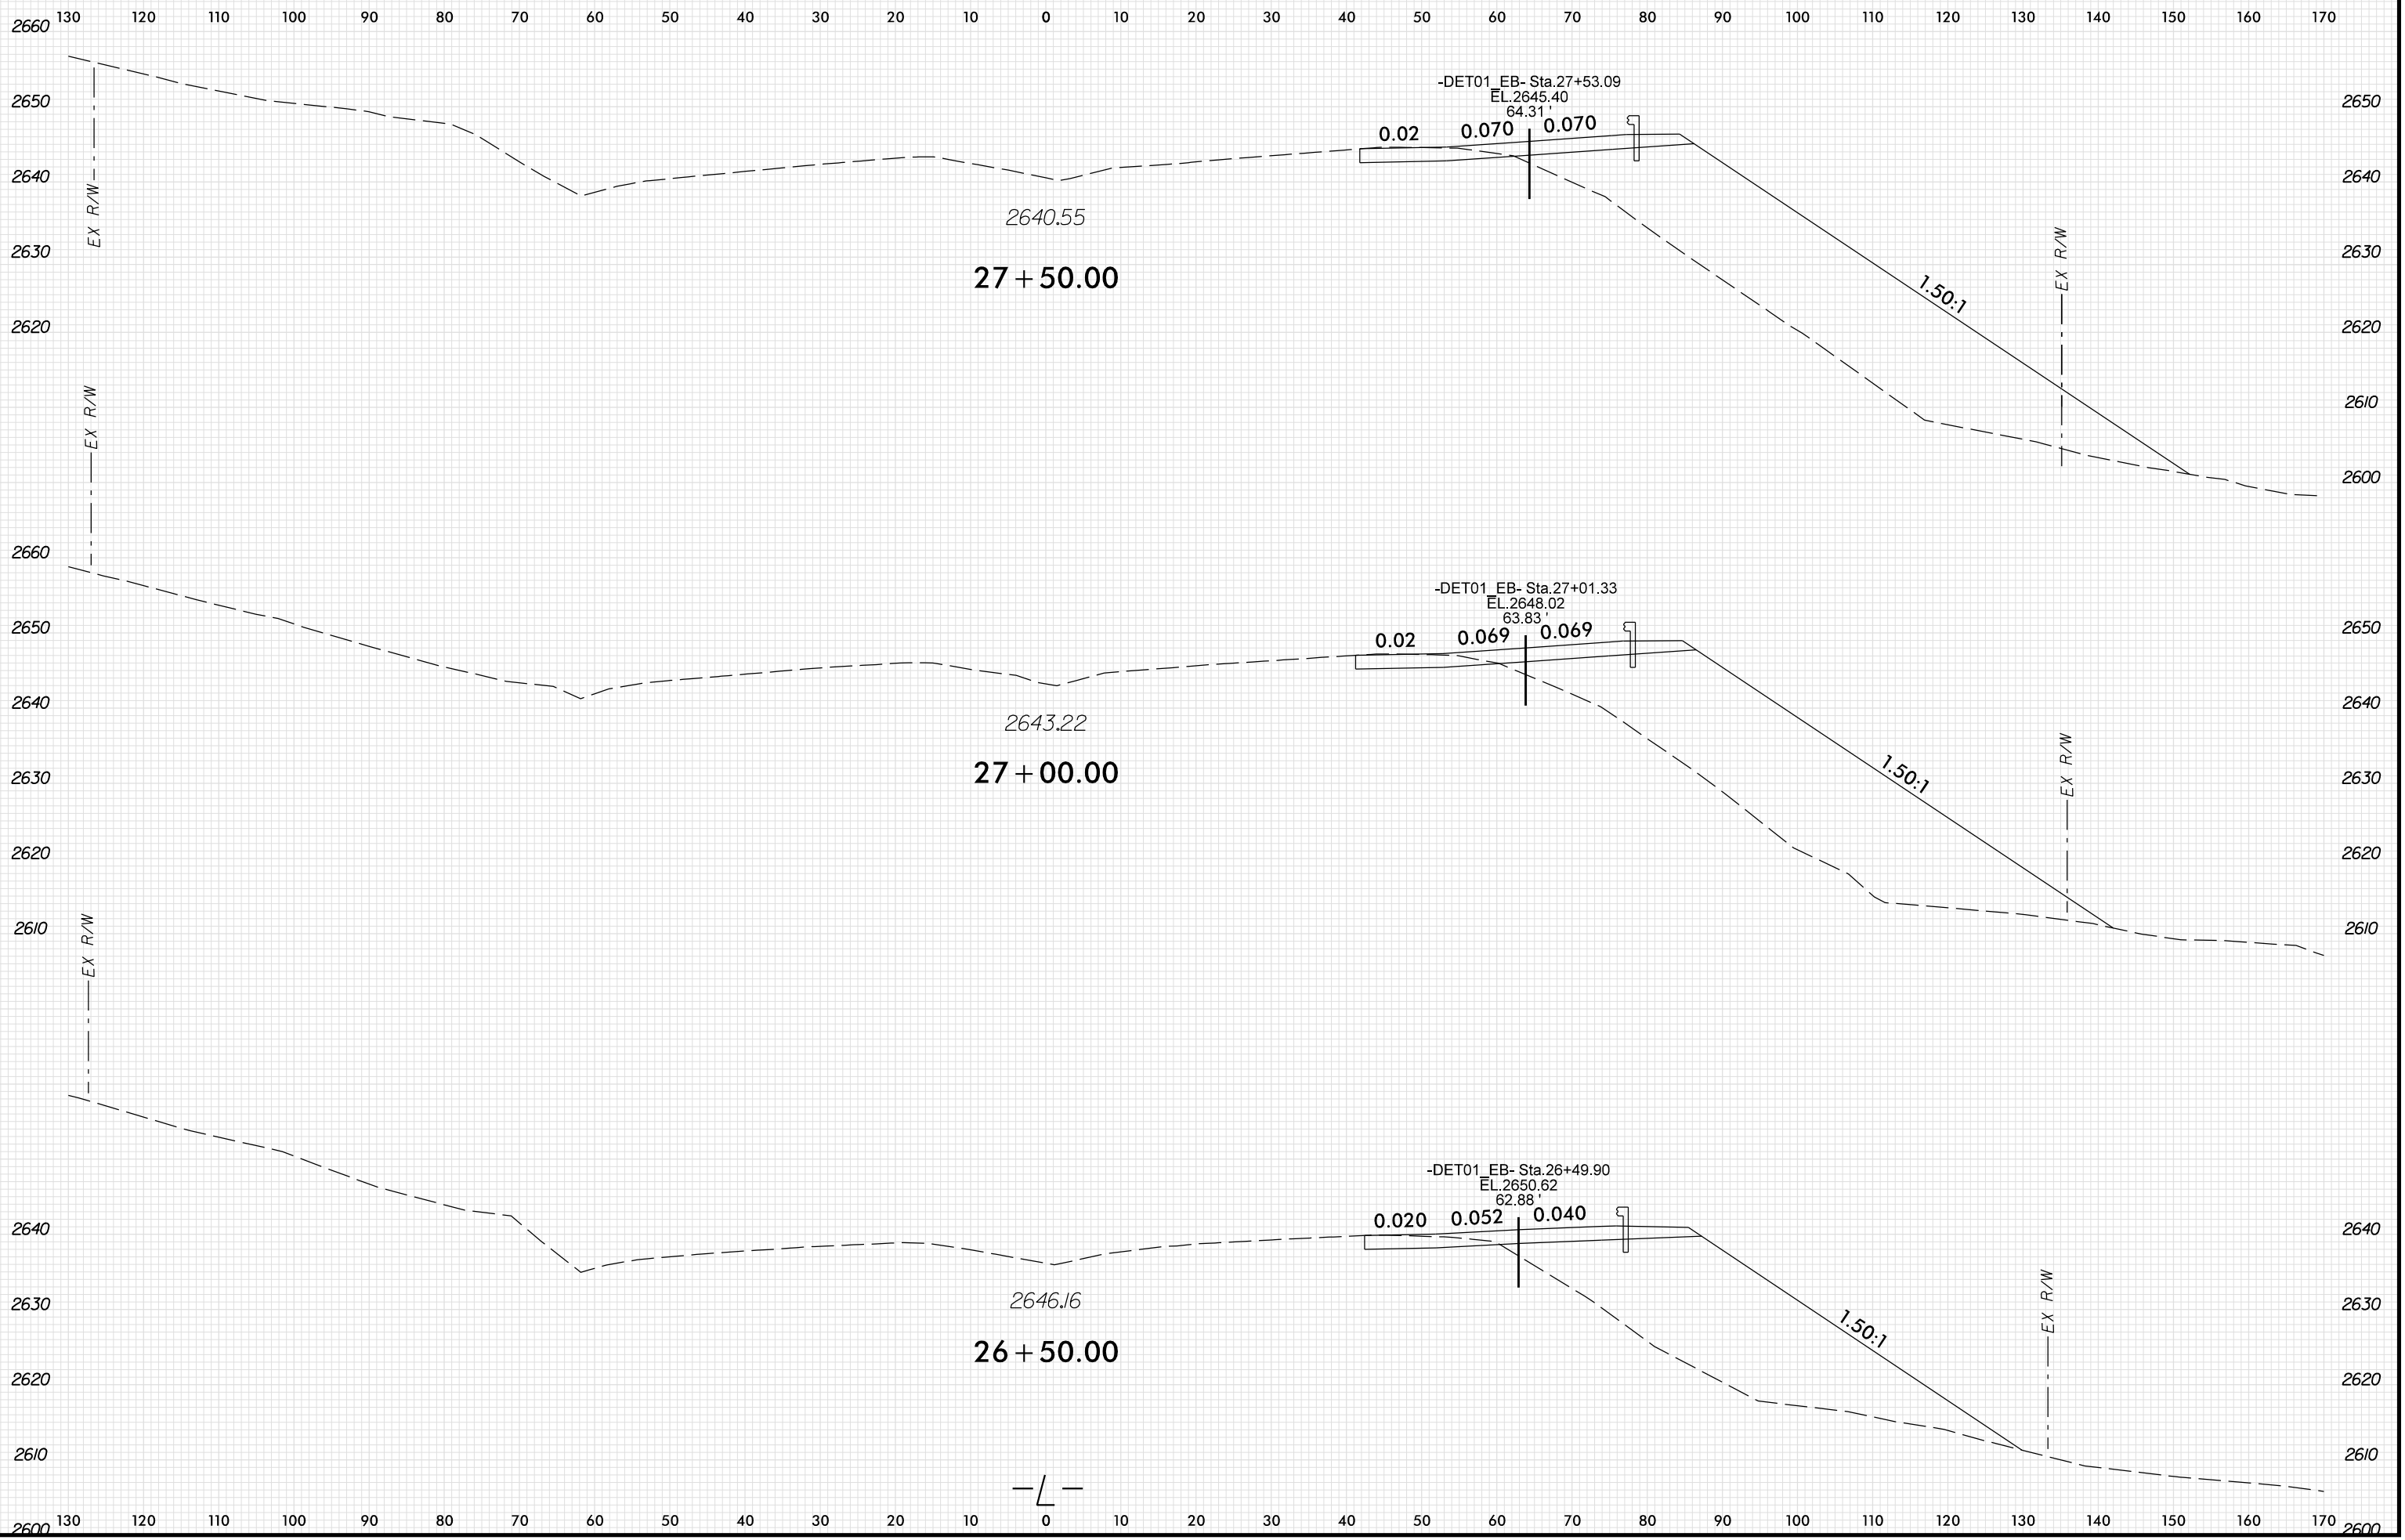 130 120 110 100 90 80 70 60 50 40 30 20 10 0 10 20 30 40 50 60 70 80 90 100 110 120 130 140 150 160 170
2660
-DET01_EB- Sta.27+53.09
EL.2645.40
64.31'
2650 2650
0.02 0.070 0.070
2640 2640
EX R/W
2640.55
EX R/W
2630 2630
27+50.00
1.50:1
2620 2620
EX R/W
2610
2600
2660
-DET01_EB- Sta.27+01.33
EL.2648.02
63.83'
2650 2650
0.02 0.069 0.069
2640 2640
2643.22
EX R/W
27+00.00
2630 2630
1.50:1
2620 2620
2610 2610
EX R/W
-DET01_EB- Sta.26+49.90
EL.2650.62
62.88'
0.020 0.052 0.040
2640 2640
2646.16
EX R/W
2630 2630
26+50.00
1.50:1
2620 2620
2610 2610
-L-
130 120 110 100 90 80 70 60 50 40 30 20 10 0 10 20 30 40 50 60 70 80 90 100 110 120 130 140 150 160 170
2600 2600